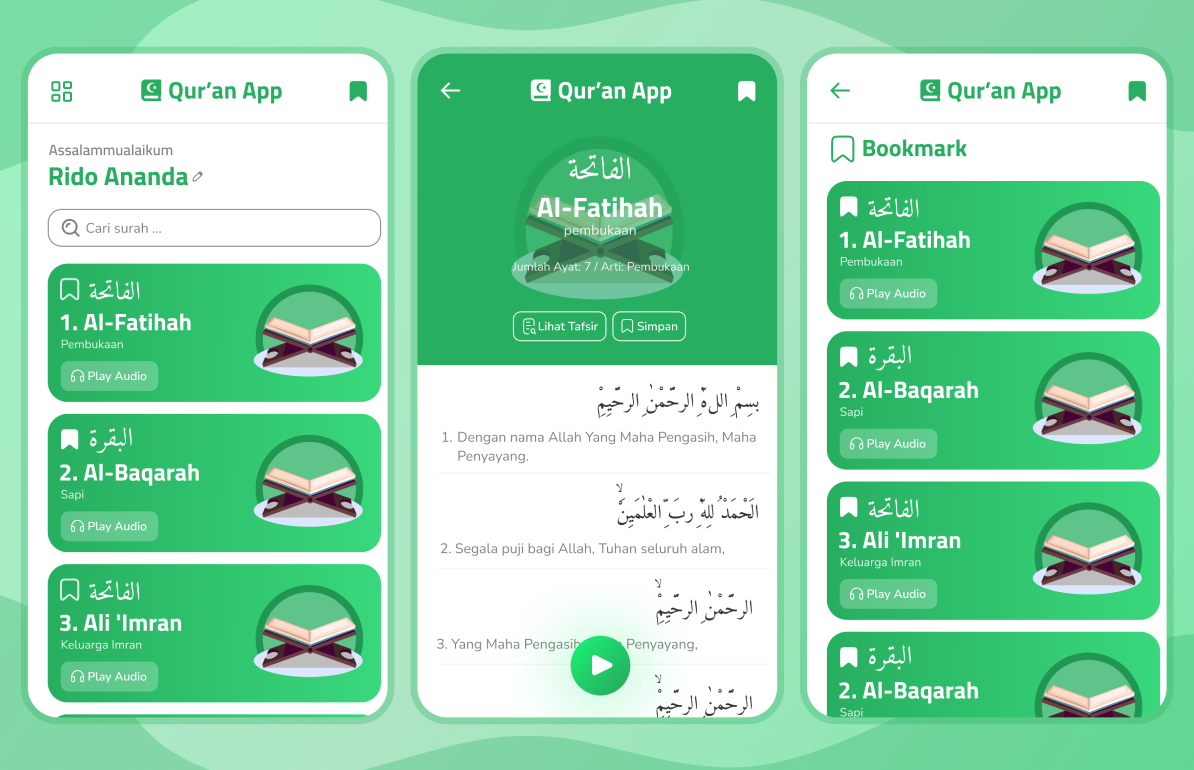 Qur’an App
Assalammualaikum
Rido Ananda
Cari surah ...
الفاتحة
1. Al-Fatihah
Pembukaan
Play Audio
البقرة
2. Al-Baqarah
Sapi
Play Audio
الفاتحة
3. Ali 'Imran
Keluarga Imran
Play Audio
Qur’an App
الفاتحة
Al-Fatihah
pembukaan
Jumlah Ayat: 7 / Arti: Pembukaan
Lihat Tafsir
Simpan
بِسْمِ اللّٰهِ الرَّحْمٰنِ الرَّحِيْمِ
1. Dengan nama Allah Yang Maha Pengasih, Maha
Penyayang.
اَلْحَمْدُ لِلّٰهِ رَبِّ الْعٰلَمِيْنَۙ
2. Segala puji bagi Allah, Tuhan seluruh alam,
الرَّحْمٰنِ الرَّحِيْمِۙ
3. Yang Maha Pengasih Penyayang,
الرَّحْمٰنِ الرَّحِيْمِۙ
Qur’an App
Bookmark
الفاتحة
1. Al-Fatihah
Pembukaan
Play Audio
البقرة
2. Al-Baqarah
Sapi
Play Audio
الفاتحة
3. Ali 'Imran
Keluarga Imran
Play Audio
البقرة
2. Al-Baqarah
Sapi